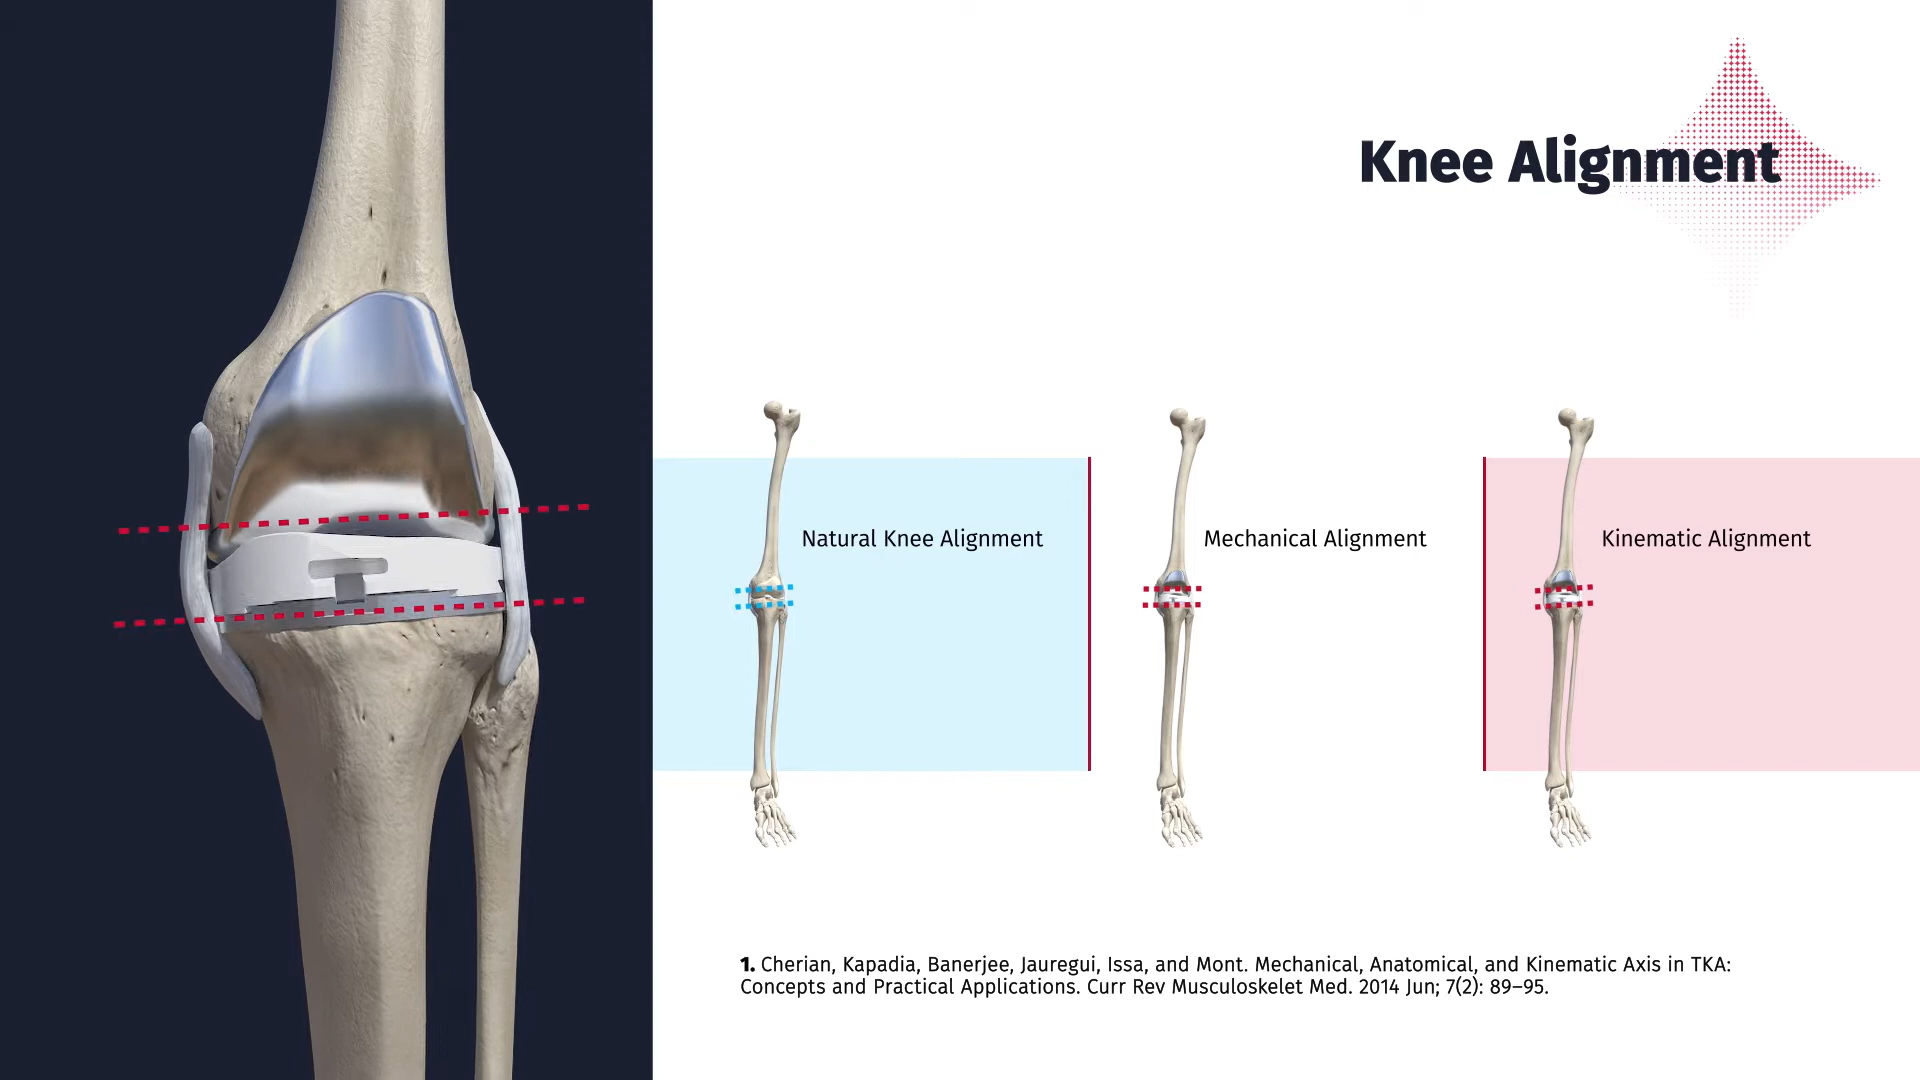 Knee Alignment
Natural Knee Alignment
Mechanical Alignment
Kinematic Alignment
1. Cherian, Kapadia, Banerjee, Jauregui, Issa, and Mont. Mechanical, Anatomical, and Kinematic Axis in TKA:
Concepts and Practical Applications. Curr Rev Musculoskelet Med. 2014 Jun; 7(2): 89–95.